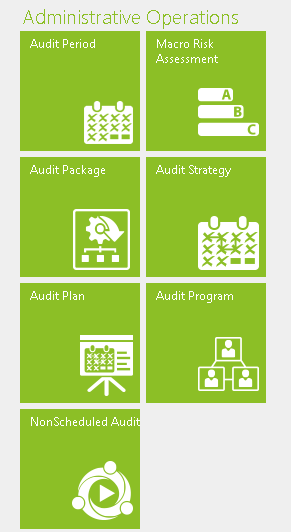 Administrative Operations
Audit Period
Macro Risk
Assessment
A
B
C
Audit Package
Audit Strategy
Audit Plan
Audit Program
NonScheduled Audit